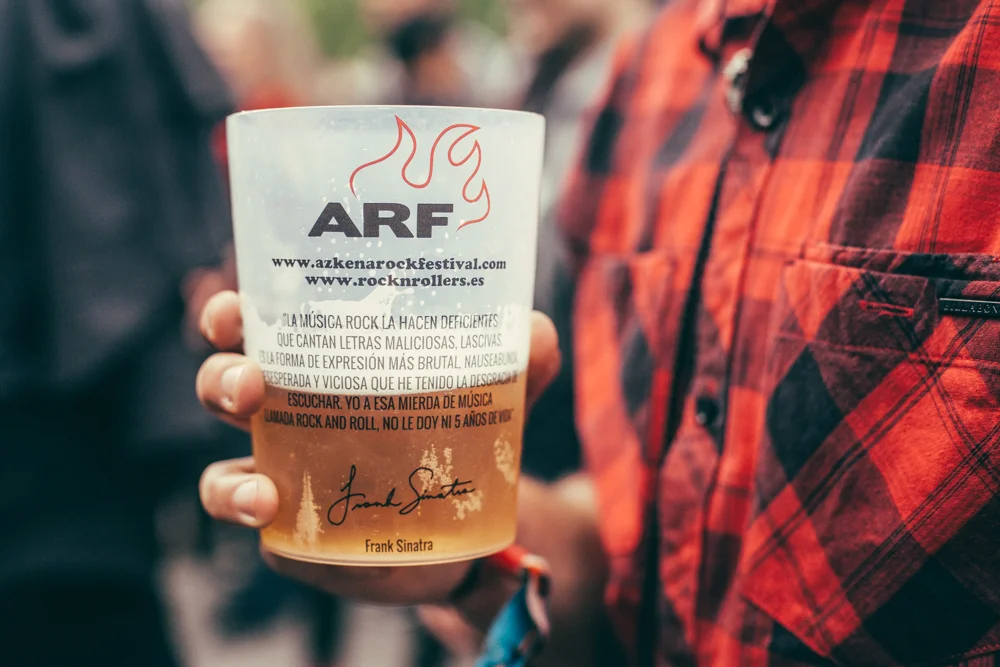 ARF
www.azkenarockfestival.com
www.rocknrollers.es
"LA MÚSICA ROCK LA HACEN DEFICIENTES
QUE CANTAN LETRAS MALICIOSAS, LASCIVAS.
ES LA FORMA DE EXPRESIÓN MÁS BRUTAL, NAUSEABUNDA
DESESPERADA Y VICIOSA QUE HE TENIDO LA DESGRACIA DE
ESCUCHAR. YO A ESA MIERDA DE MÚSICA
LLAMADA ROCK AND ROLL, NO LE DOY NI 5 AÑOS DE VIDA"
Frank Sinatra
Frank Sinatra